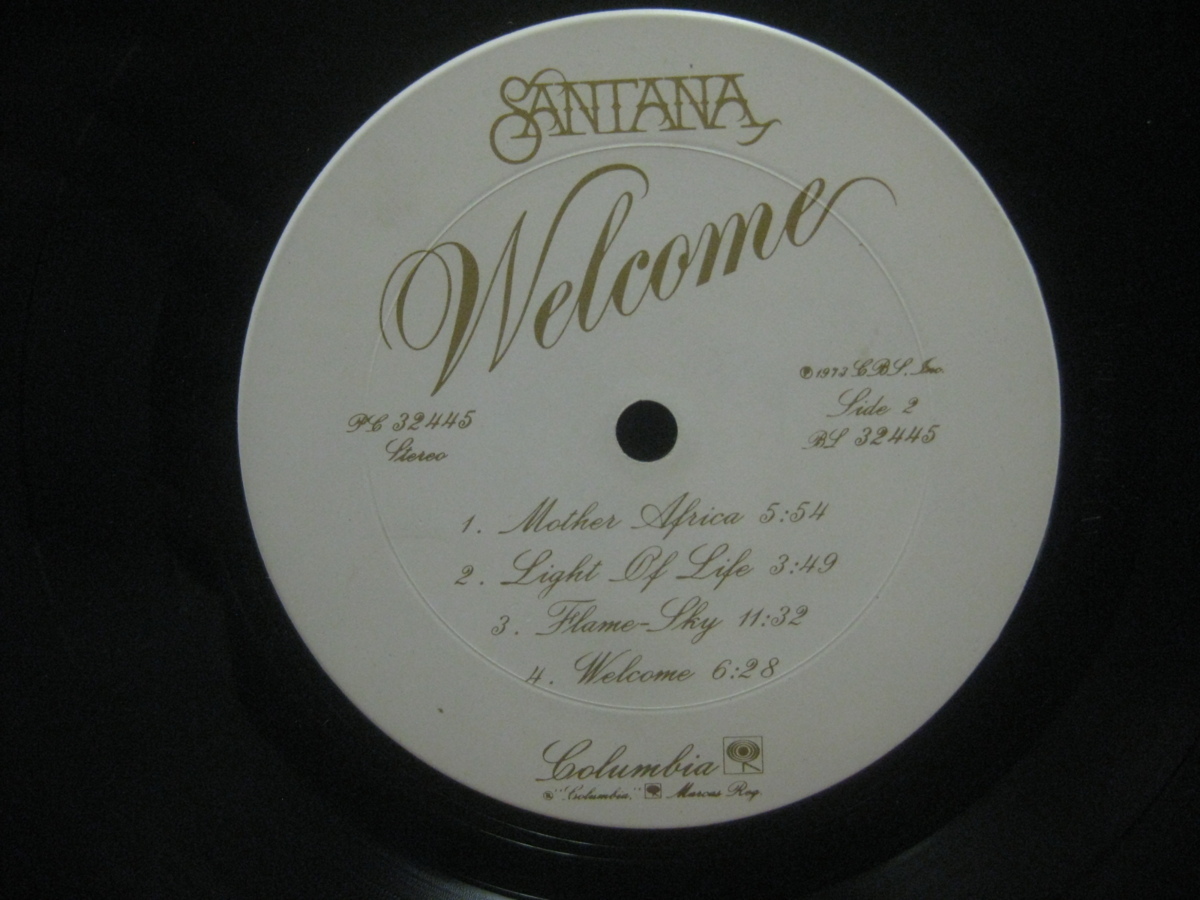 SANTANA
Welcome
℗ 1973 CBS, Inc.
PC 32445
Stereo
Side 2
BL 32445
1. Mother Africa 5:54
2. Light Of Life 3:49
3. Flame-Sky 11:32
4. Welcome 6:28
Columbia
® "Columbia," Marcas Reg.